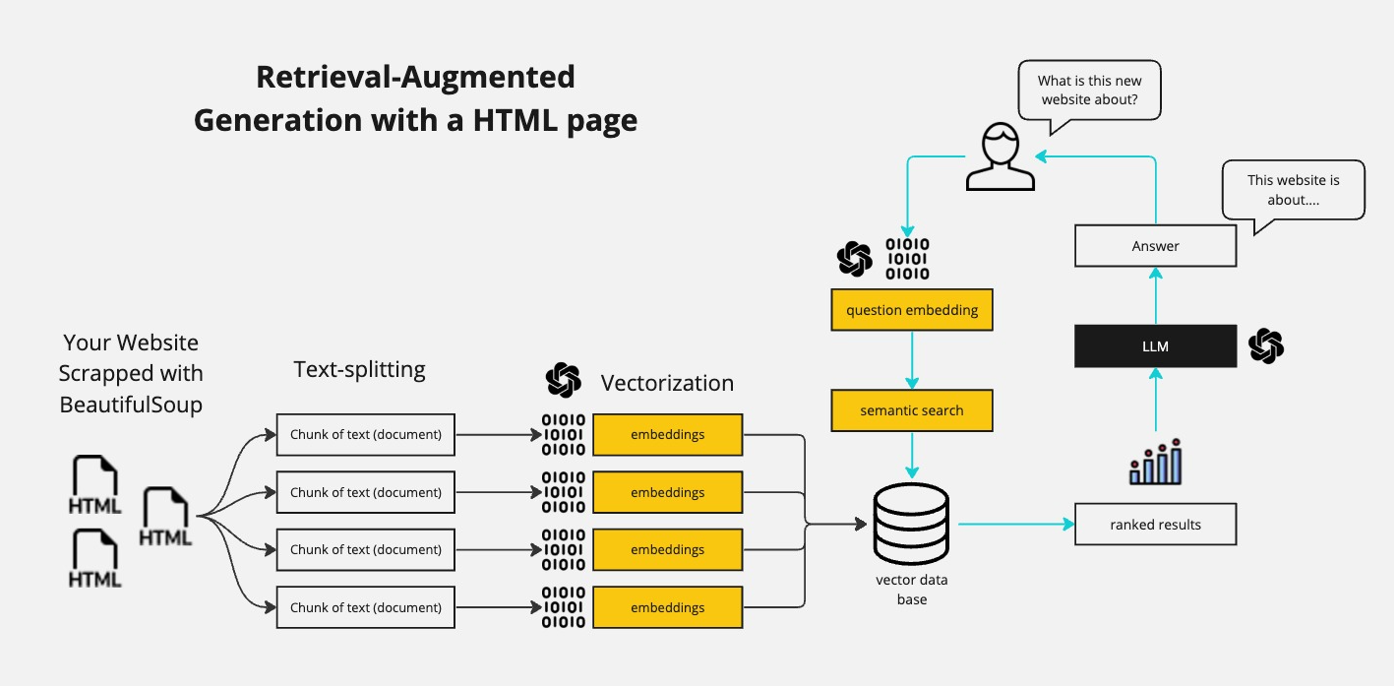 Retrieval-Augmented
Generation with a HTML page
What is this new
website about?
This website is
about....
Answer
01010
10101
01010
question embedding
LLM
Your Website
Scrapped with
BeautifulSoup
Text-splitting
Vectorization
semantic search
Chunk of text (document)
01010
10101
01010
embeddings
Chunk of text (document)
01010
10101
01010
embeddings
Chunk of text (document)
01010
10101
01010
embeddings
Chunk of text (document)
01010
10101
01010
embeddings
HTML
HTML
HTML
vector data
base
ranked results